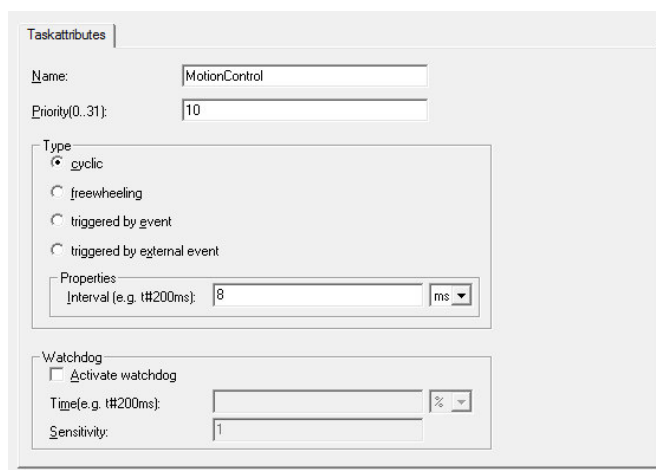 Taskattributes
Name: MotionControl
Priority(0..31): 10
Type
cyclic
freewheeling
triggered by event
triggered by external event
Properties
Interval (e.g. t#200ms): 8 ms
Watchdog
Activate watchdog
Time(e.g. t#200ms): %
Sensitivity: 1